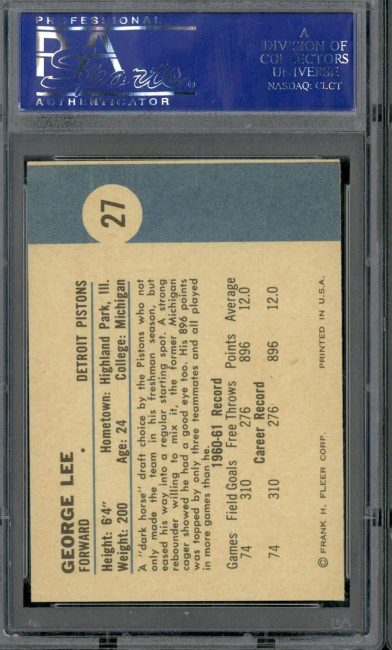 PROFESSIONAL
PSA
Sports
AUTHENTICATOR
A
DIVISION OF
COLLECTORS
UNIVERSE
NASDAQ: CLCT
27
GEORGE LEE
FORWARD • DETROIT PISTONS
Height: 6'4" Hometown: Highland Park, Ill.
Weight: 200 Age: 24 College: Michigan
A "dark horse" draft choice by the Pistons who not
only made the team in his freshman season, but
eased his way into a regular starting spot. A strong
rebounder willing to mix it, the former Michigan
cager showed he had a good eye too. His 896 points
was topped by only three teammates and all played
in more games than he.
1960-61 Record
Games Field Goals Free Throws Points Average
74 310 276 896 12.0
Career Record
74 310 276 896 12.0
© FRANK H. FLEER CORP. PRINTED IN U.S.A.